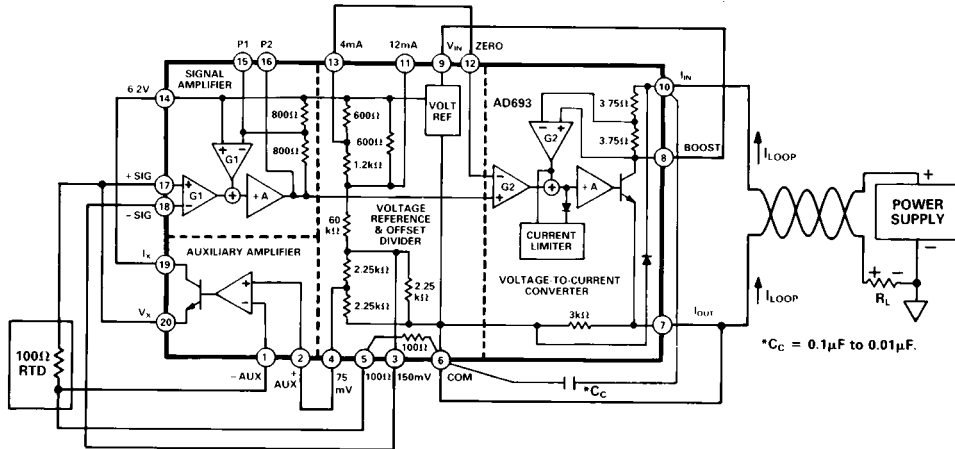 P1 P2 4mA 12mA VIN ZERO
15 16 13 11 9 12
SIGNAL
AMPLIFIER
6.2V 14
800Ω
800Ω
G1
+ −
+ SIG 17
− SIG 18
+ −
G1
+
+ A
600Ω
600Ω
1.2kΩ
VOLT
REF
60
kΩ
VOLTAGE
REFERENCE
& OFFSET
DIVIDER
AUXILIARY AMPLIFIER
IX 19
VX 20
+
−
2.25kΩ
2.25kΩ
2.25
kΩ
100Ω
100Ω
RTD
1 2 4 5 3 6
− AUX
+
AUX
75
mV
100Ω
150mV
COM
AD693
− +
G2
3.75Ω
3.75Ω
IIN 10
8 BOOST
−
+
G2
+
+ A
CURRENT
LIMITER
VOLTAGE-TO-CURRENT
CONVERTER
3kΩ
7 IOUT
*CC
ILOOP
ILOOP
+
POWER
SUPPLY
−
+ −
RL
*CC = 0.1μF to 0.01μF.